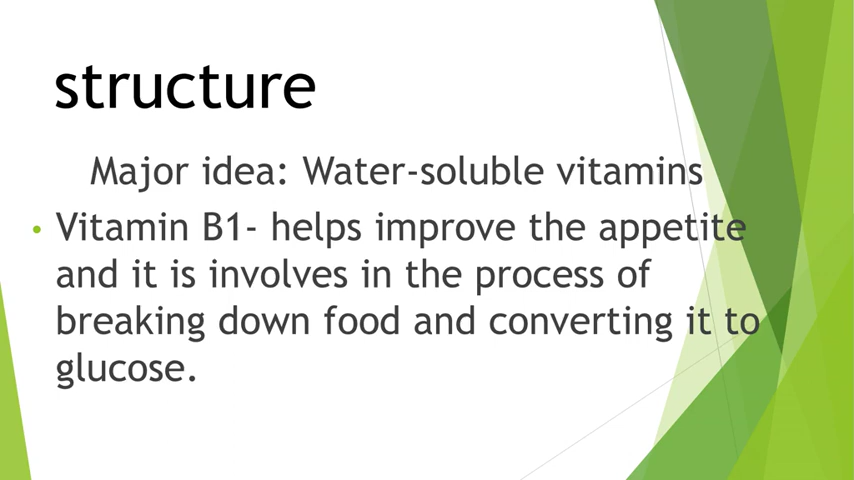 structure
Major idea: Water-soluble vitamins
• Vitamin B1- helps improve the appetite
and it is involves in the process of
breaking down food and converting it to
glucose.